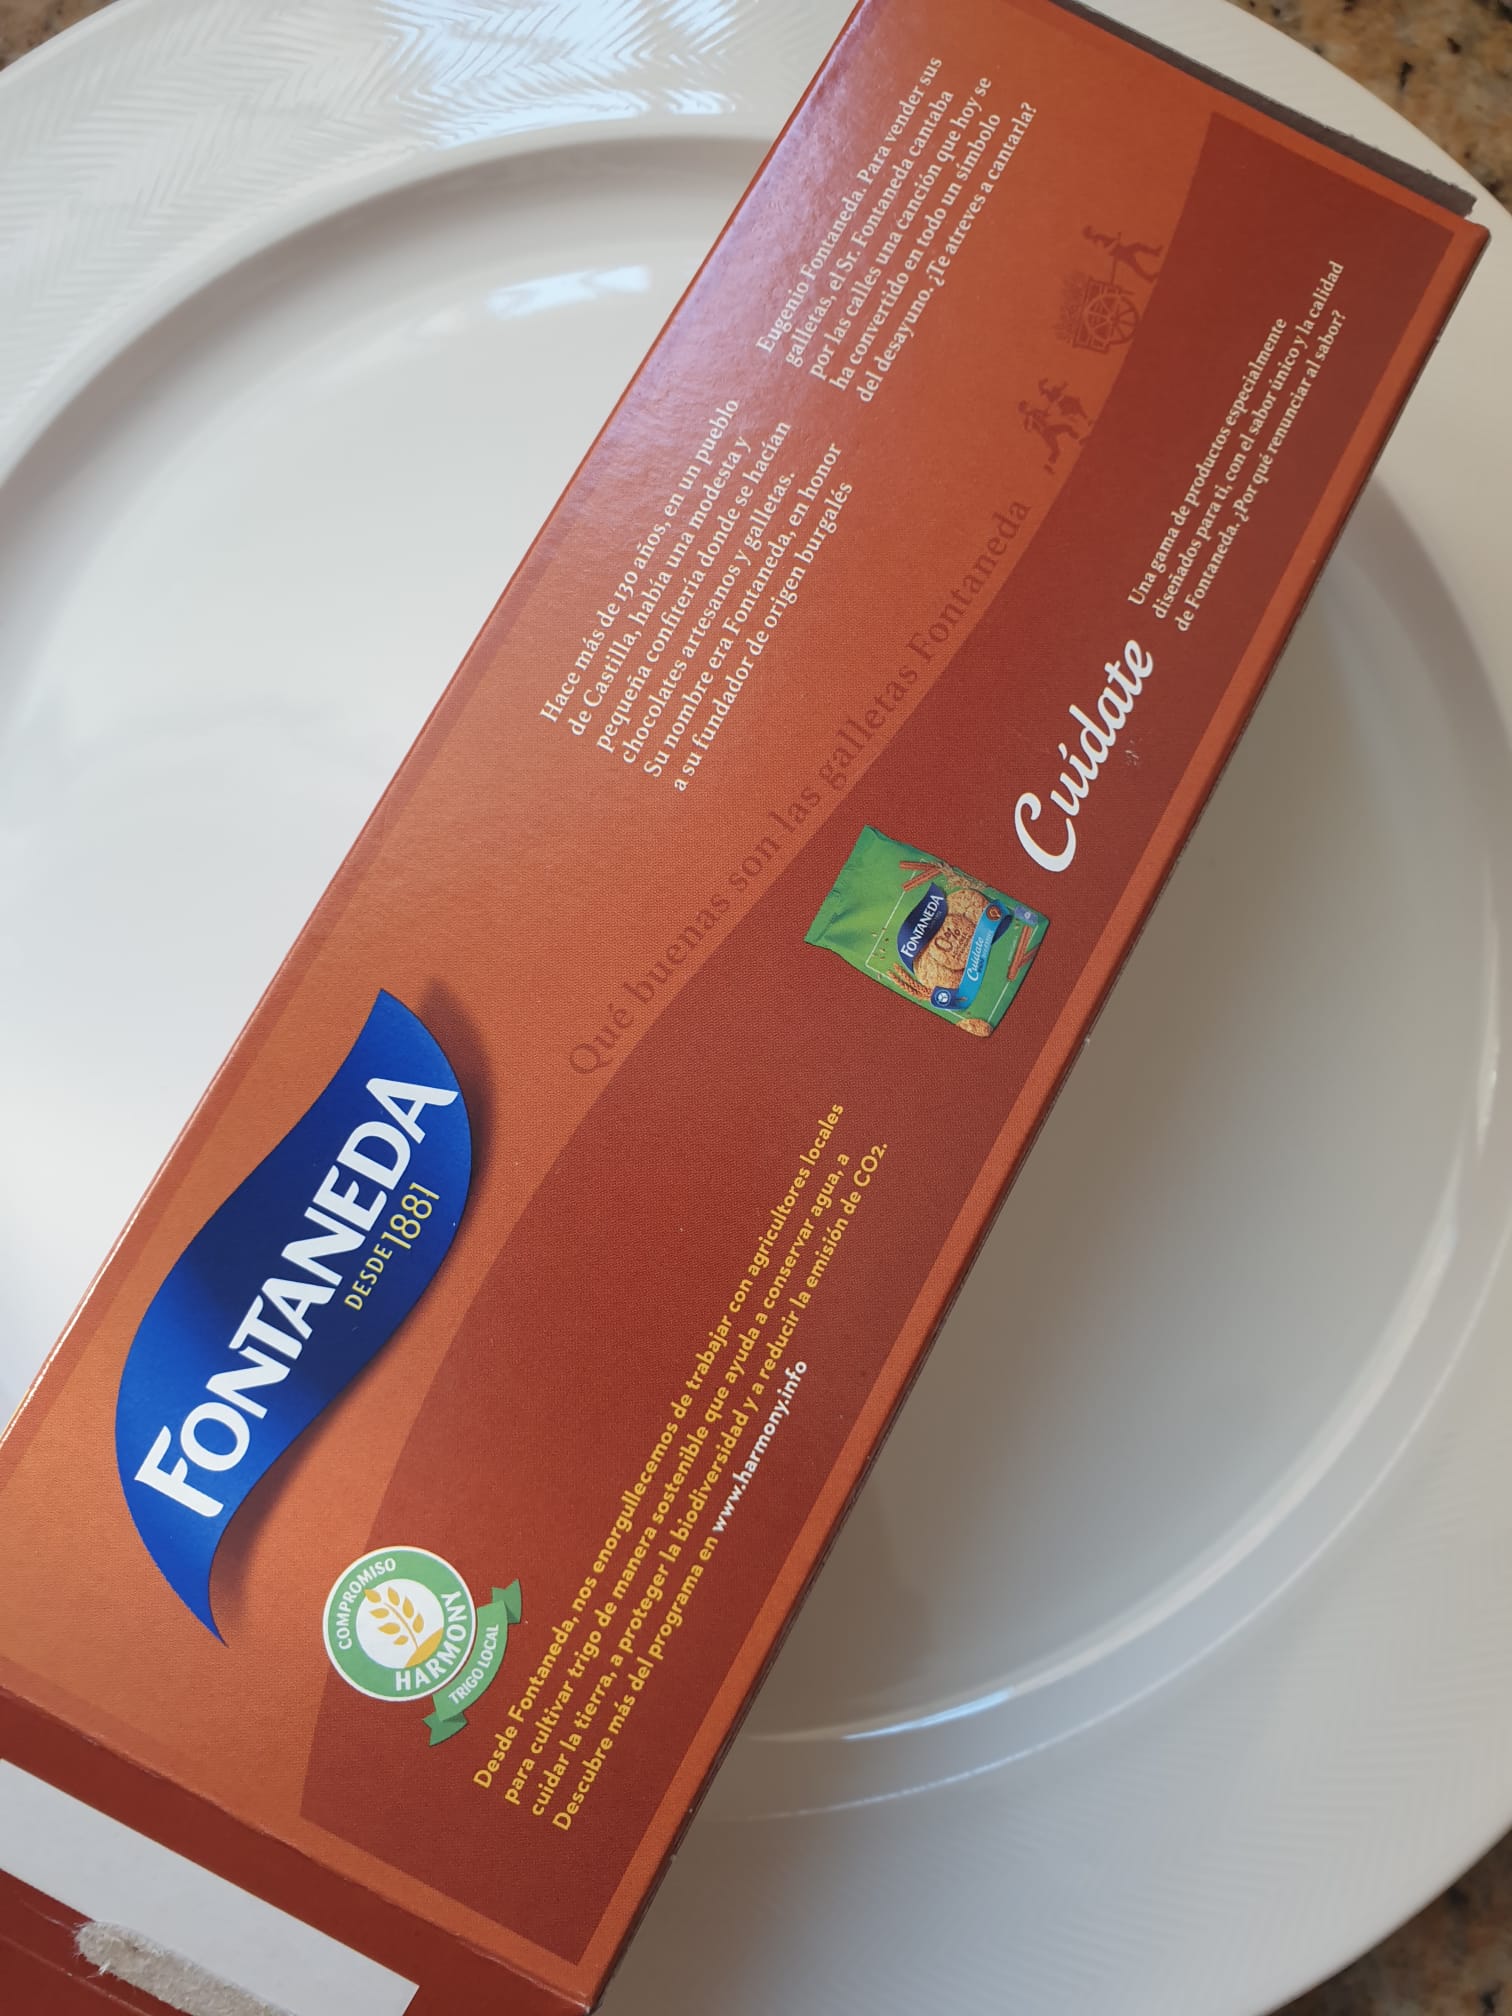 FONTANEDA
DESDE 1881
Hace más de 130 años, en un pueblo
de Castilla, había una modesta y
pequeña confitería donde se hacían
chocolates artesanos y galletas.
Su nombre era Fontaneda, en honor
a su fundador de origen burgalés
Eugenio Fontaneda. Para vender sus
galletas, el Sr. Fontaneda cantaba
por las calles una canción que hoy se
ha convertido en todo un símbolo
del desayuno. ¿Te atreves a cantarla?
Qué buenas son las galletas Fontaneda
COMPROMISO
HARMONY
TRIGO LOCAL
Desde Fontaneda, nos enorgullecemos de trabajar con agricultores locales
para cultivar trigo de manera sostenible que ayuda a conservar agua, a
cuidar la tierra, a proteger la biodiversidad y a reducir la emisión de CO2.
Descubre más del programa en www.harmony.info
FONTANEDA
0%
Cuídate
Cuídate
Una gama de productos especialmente
diseñados para ti, con el sabor único y la calidad
de Fontaneda. ¿Por qué renunciar al sabor?